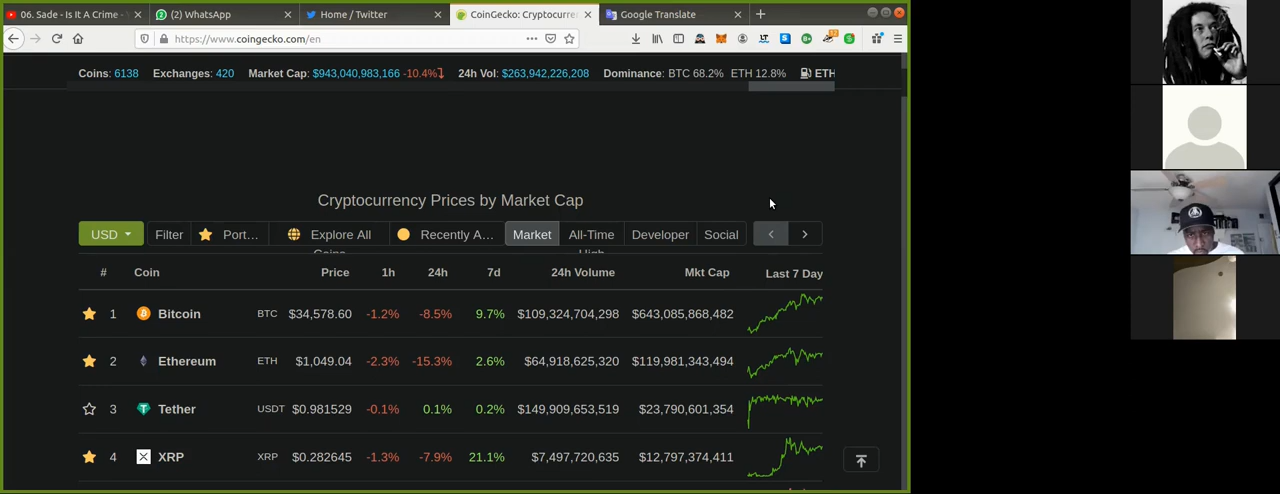 06. Sade - Is It A Crime - (2) WhatsApp Home / Twitter CoinGecko: Cryptocurre Google Translate
https://www.coingecko.com/en
Coins: 6138 Exchanges: 420 Market Cap: $943,040,983,166 -10.4% 24h Vol: $263,942,226,208 Dominance: BTC 68.2% ETH 12.8% ETH
Cryptocurrency Prices by Market Cap
USD Filter Port... Explore All Recently A... Market All-Time Developer Social
Coins High
# Coin Price 1h 24h 7d 24h Volume Mkt Cap Last 7 Day
1 Bitcoin BTC $34,578.60 -1.2% -8.5% 9.7% $109,324,704,298 $643,085,868,482
2 Ethereum ETH $1,049.04 -2.3% -15.3% 2.6% $64,918,625,320 $119,981,343,494
3 Tether USDT $0.981529 -0.1% 0.1% 0.2% $149,909,653,519 $23,790,601,354
4 XRP XRP $0.282645 -1.3% -7.9% 21.1% $7,497,720,635 $12,797,374,411